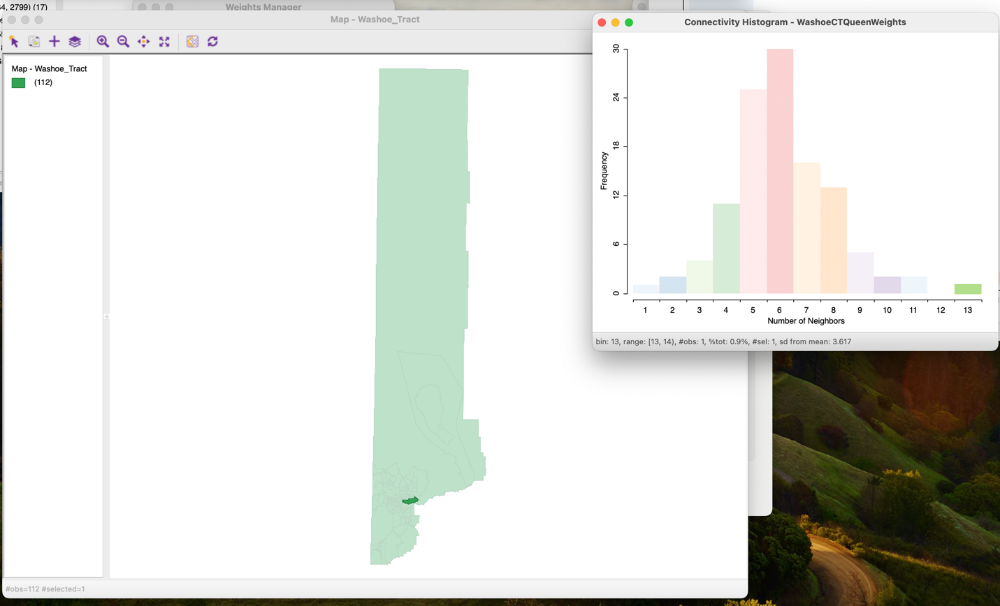 4, 2799) (17)
Weights Manager
Map - Washoe_Tract
Map - Washoe_Tract
(112)
#obs=112 #selected=1
Connectivity Histogram - WashoeCTQueenWeights
30
24
18
12
6
0
Frequency
1 2 3 4 5 6 7 8 9 10 11 12 13
Number of Neighbors
bin: 13, range: [13, 14), #obs: 1, %tot: 0.9%, #sel: 1, sd from mean: 3.617